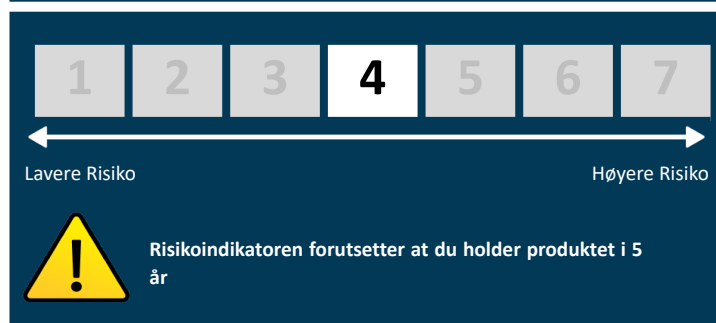 1 2 3 4 5 6 7
Lavere Risiko Høyere Risiko
Risikoindikatoren forutsetter at du holder produktet i 5
år